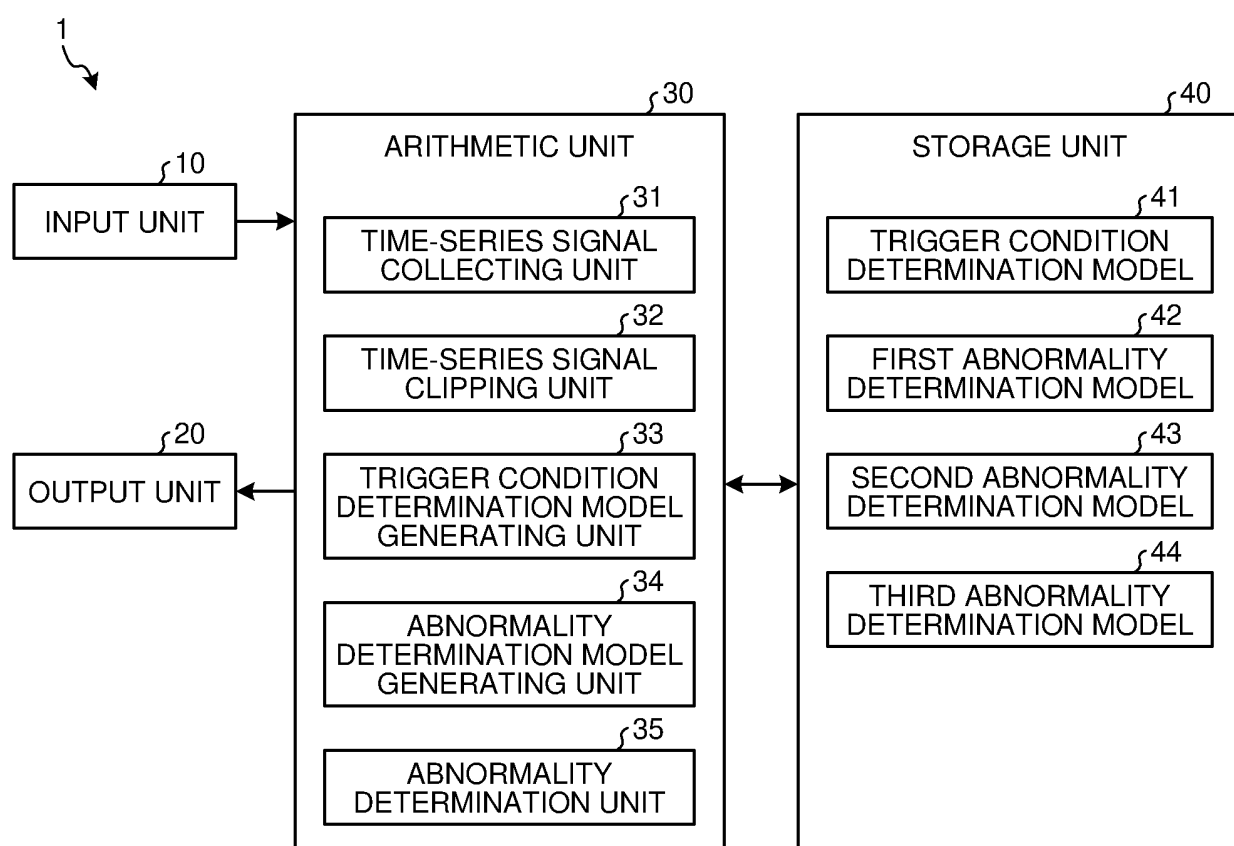 1
10
INPUT UNIT
20
OUTPUT UNIT
30
ARITHMETIC UNIT
31
TIME-SERIES SIGNAL
COLLECTING UNIT
32
TIME-SERIES SIGNAL
CLIPPING UNIT
33
TRIGGER CONDITION
DETERMINATION MODEL
GENERATING UNIT
34
ABNORMALITY
DETERMINATION MODEL
GENERATING UNIT
35
ABNORMALITY
DETERMINATION UNIT
40
STORAGE UNIT
41
TRIGGER CONDITION
DETERMINATION MODEL
42
FIRST ABNORMALITY
DETERMINATION MODEL
43
SECOND ABNORMALITY
DETERMINATION MODEL
44
THIRD ABNORMALITY
DETERMINATION MODEL